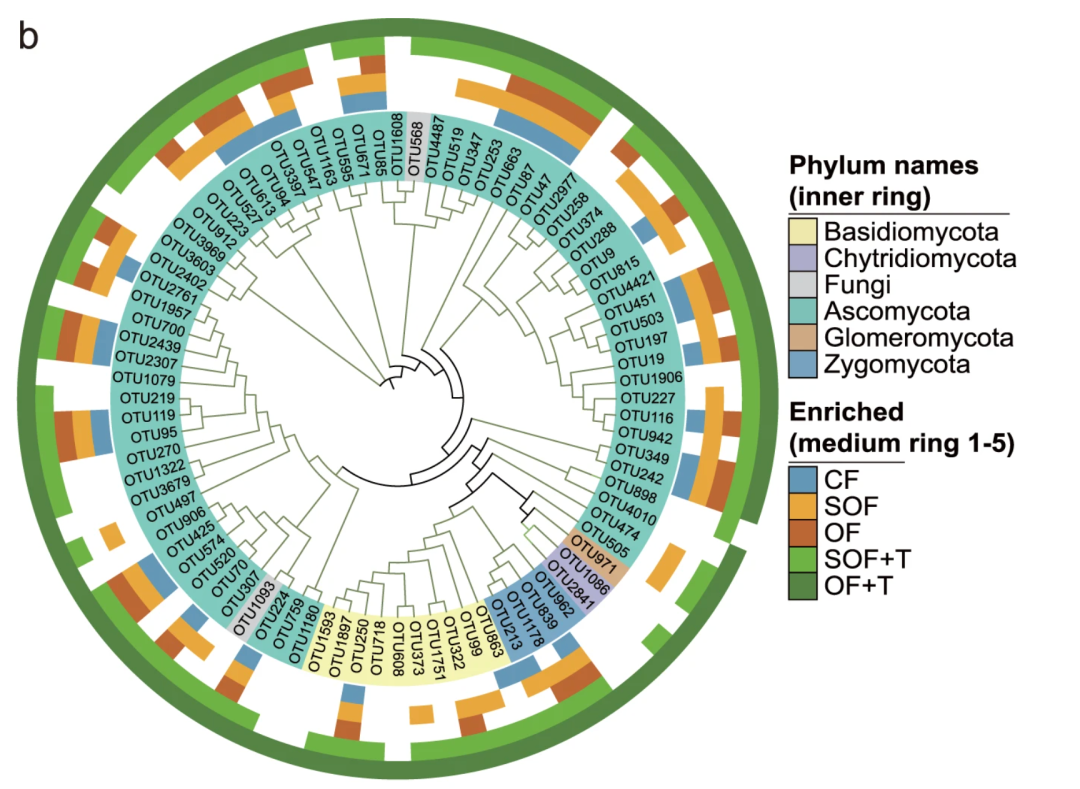 b
OTU568
OTU4487
OTU519
OTU347
OTU253
OTU663
OTU87
OTU47
OTU2977
OTU258
OTU374
OTU288
OTU9
OTU815
OTU4421
OTU451
OTU503
OTU197
OTU19
OTU1906
OTU227
OTU116
OTU942
OTU349
OTU242
OTU898
OTU4010
OTU474
OTU505
OTU971
OTU1086
OTU2841
OTU962
OTU839
OTU1178
OTU213
OTU863
OTU99
OTU322
OTU1751
OTU373
OTU608
OTU718
OTU250
OTU1897
OTU1593
OTU1180
OTU759
OTU224
OTU1093
OTU307
OTU70
OTU520
OTU574
OTU425
OTU906
OTU497
OTU3679
OTU1322
OTU270
OTU95
OTU119
OTU219
OTU1079
OTU2307
OTU2439
OTU700
OTU1957
OTU2761
OTU2402
OTU3603
OTU3969
OTU912
OTU223
OTU527
OTU613
OTU94
OTU3397
OTU547
OTU1163
OTU595
OTU671
OTU85
OTU1608
Phylum names
(inner ring)
Basidiomycota
Chytridiomycota
Fungi
Ascomycota
Glomeromycota
Zygomycota
Enriched
(medium ring 1-5)
CF
SOF
OF
SOF+T
OF+T